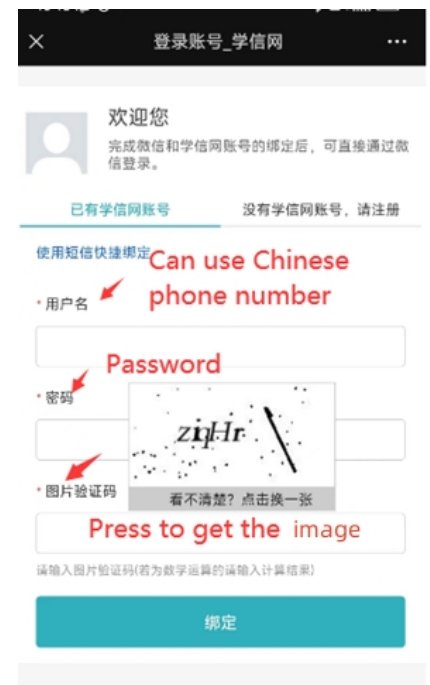 登录账号_学信网
欢迎您
完成微信和学信网账号的绑定后，可直接通过微
信登录。
已有学信网账号
没有学信网账号，请注册
使用短信快捷绑定
Can use Chinese
phone number
*用户名
Password
*密码
ziqHr
看不清楚？点击换一张
*图片验证码
Press to get the image
请输入图片验证码(若为数学运算的请输入计算结果)
绑定